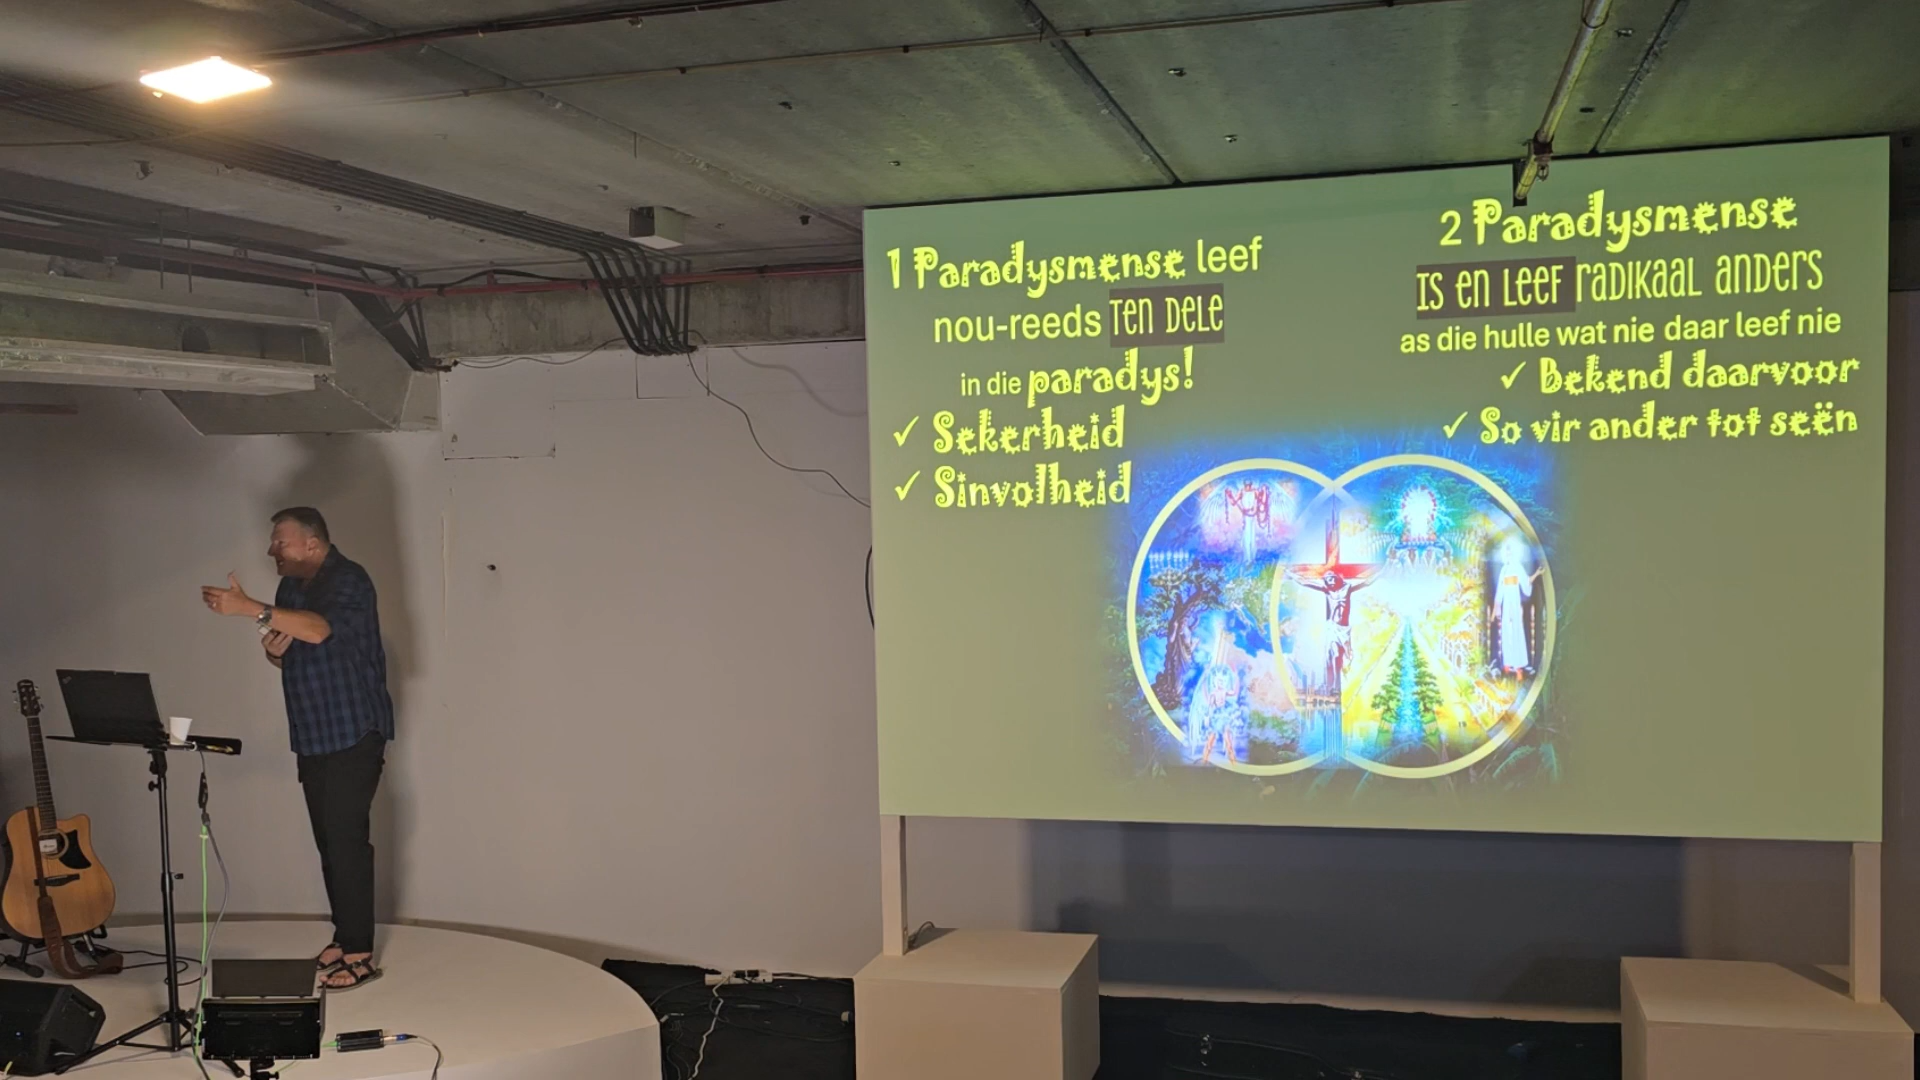 1 Paradysmense leef
nou-reeds Ten Dele
in die paradys!
✓ Sekerheid
✓ Sinvolheid
2 Paradysmense
IS en Leef radikaal anders
as die hulle wat nie daar leef nie
✓ Bekend daarvoor
✓ So vir ander tot seën